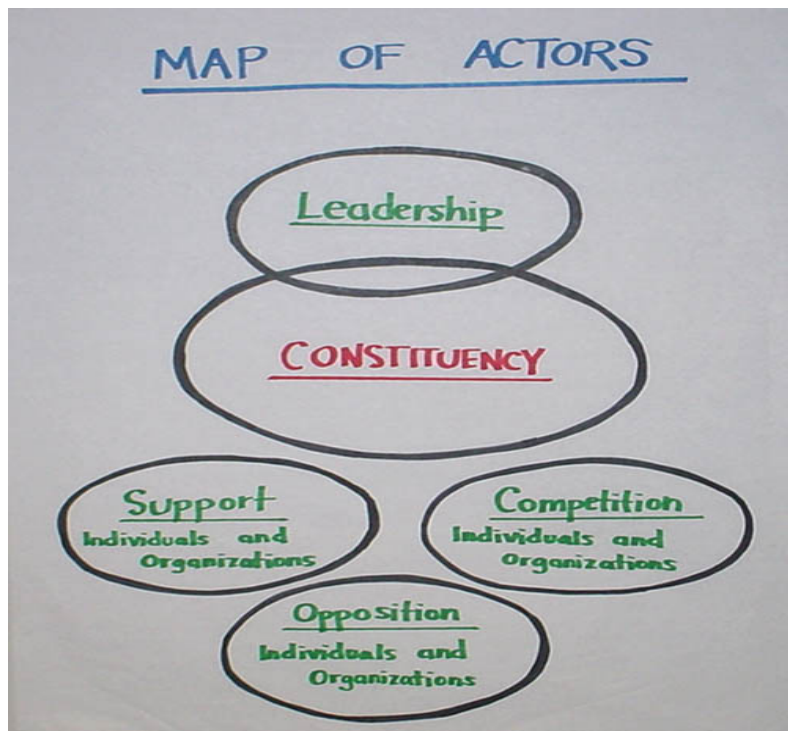 MAP OF ACTORS
Leadership
CONSTITUENCY
Support
Individuals and
Organizations
Competition
Individuals and
Organizations
Opposition
Individuals and
Organizations